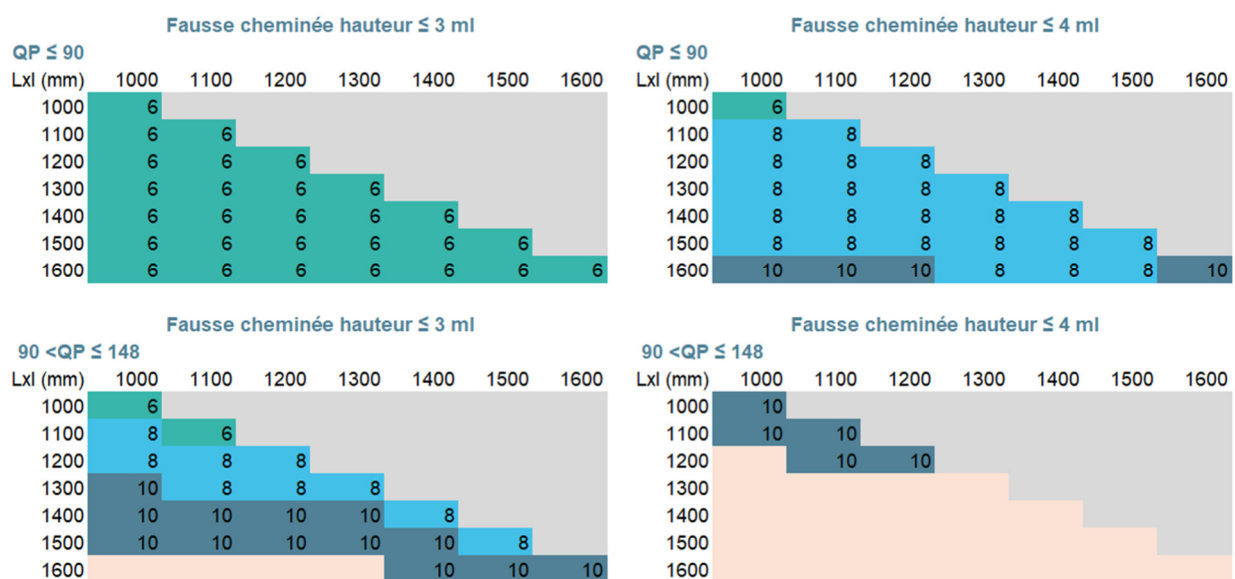 Fausse cheminée hauteur ≤ 3 ml
QP ≤ 90
Lxl (mm) 1000 1100 1200 1300 1400 1500 1600
1000 6
1100 6 6
1200 6 6 6
1300 6 6 6 6
1400 6 6 6 6 6
1500 6 6 6 6 6 6
1600 6 6 6 6 6 6 6
Fausse cheminée hauteur ≤ 4 ml
QP ≤ 90
Lxl (mm) 1000 1100 1200 1300 1400 1500 1600
1000 6
1100 8 8
1200 8 8 8
1300 8 8 8 8
1400 8 8 8 8 8
1500 8 8 8 8 8 8
1600 10 10 10 8 8 8 10
Fausse cheminée hauteur ≤ 3 ml
90 <QP ≤ 148
Lxl (mm) 1000 1100 1200 1300 1400 1500 1600
1000 6
1100 8 6
1200 8 8 8
1300 10 8 8 8
1400 10 10 10 10 8
1500 10 10 10 10 10 8
1600 10 10 10
Fausse cheminée hauteur ≤ 4 ml
90 <QP ≤ 148
Lxl (mm) 1000 1100 1200 1300 1400 1500 1600
1000 10
1100 10 10
1200 10 10
1300
1400
1500
1600